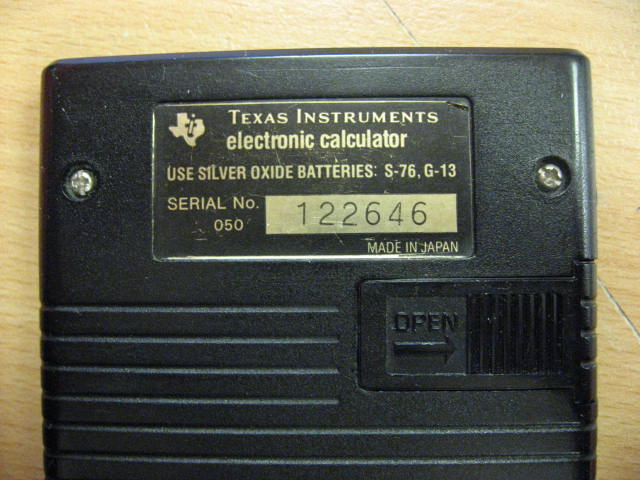 TEXAS INSTRUMENTS
electronic calculator
USE SILVER OXIDE BATTERIES: S-76, G-13
SERIAL No.
050
122646
MADE IN JAPAN
OPEN